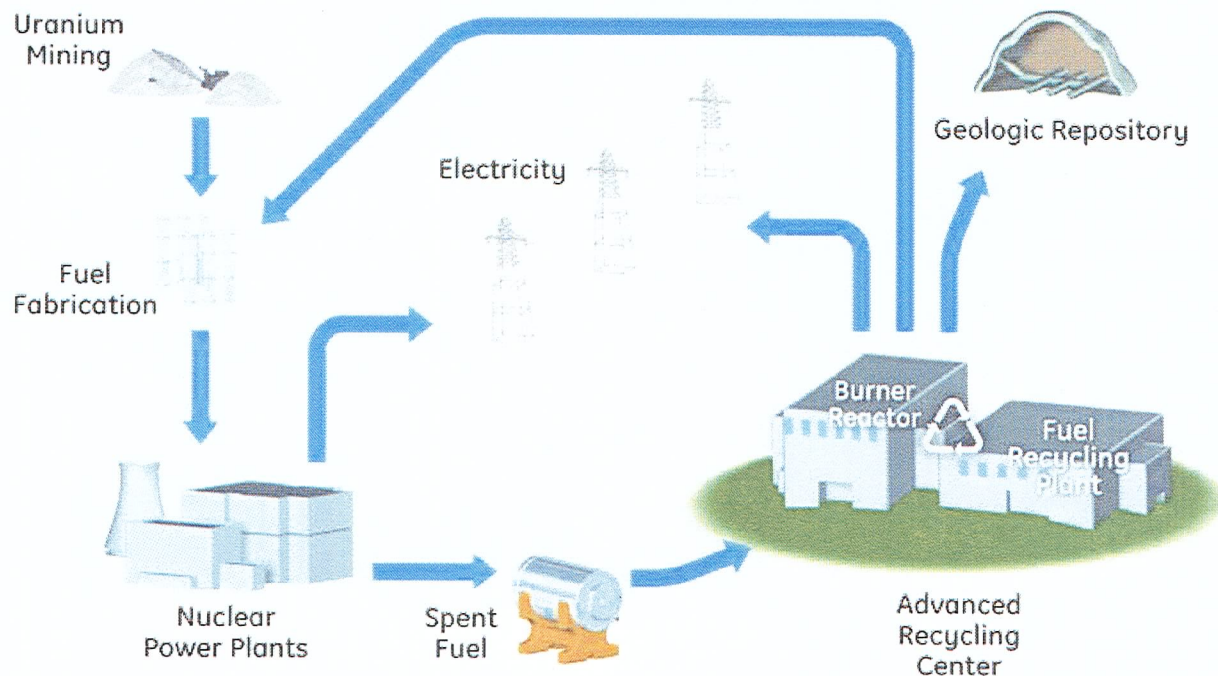 Uranium
Mining
Geologic Repository
Electricity
Fuel
Fabrication
Burner
Reactor
Fuel
Recycling
Plant
Nuclear
Power Plants
Spent
Fuel
Advanced
Recycling
Center